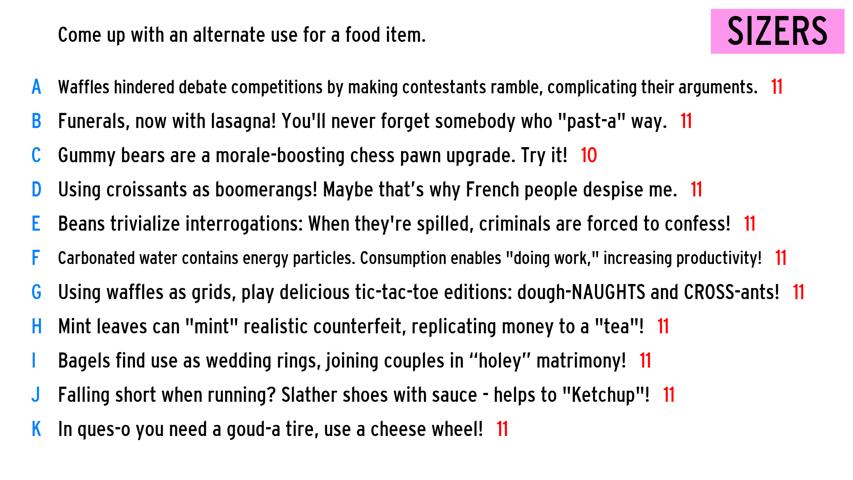 Come up with an alternate use for a food item.
SIZERS
A Waffles hindered debate competitions by making contestants ramble, complicating their arguments. 11
B Funerals, now with lasagna! You'll never forget somebody who "past-a" way. 11
C Gummy bears are a morale-boosting chess pawn upgrade. Try it! 10
D Using croissants as boomerangs! Maybe that’s why French people despise me. 11
E Beans trivialize interrogations: When they're spilled, criminals are forced to confess! 11
F Carbonated water contains energy particles. Consumption enables "doing work," increasing productivity! 11
G Using waffles as grids, play delicious tic-tac-toe editions: dough-NAUGHTS and CROSS-ants! 11
H Mint leaves can "mint" realistic counterfeit, replicating money to a "tea"! 11
I Bagels find use as wedding rings, joining couples in “holey” matrimony! 11
J Falling short when running? Slather shoes with sauce - helps to "Ketchup"! 11
K In ques-o you need a goud-a tire, use a cheese wheel! 11